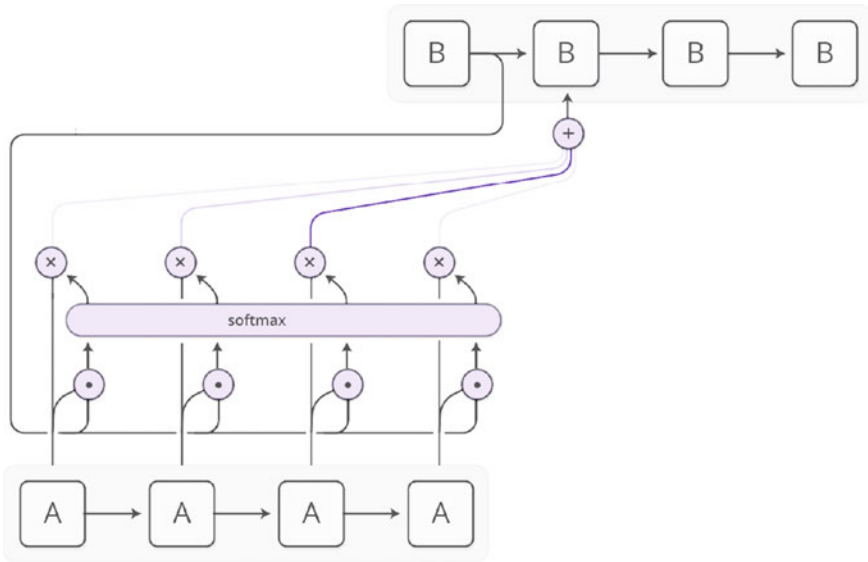 B B B B
+
× × × ×
softmax
• • • •
A A A A